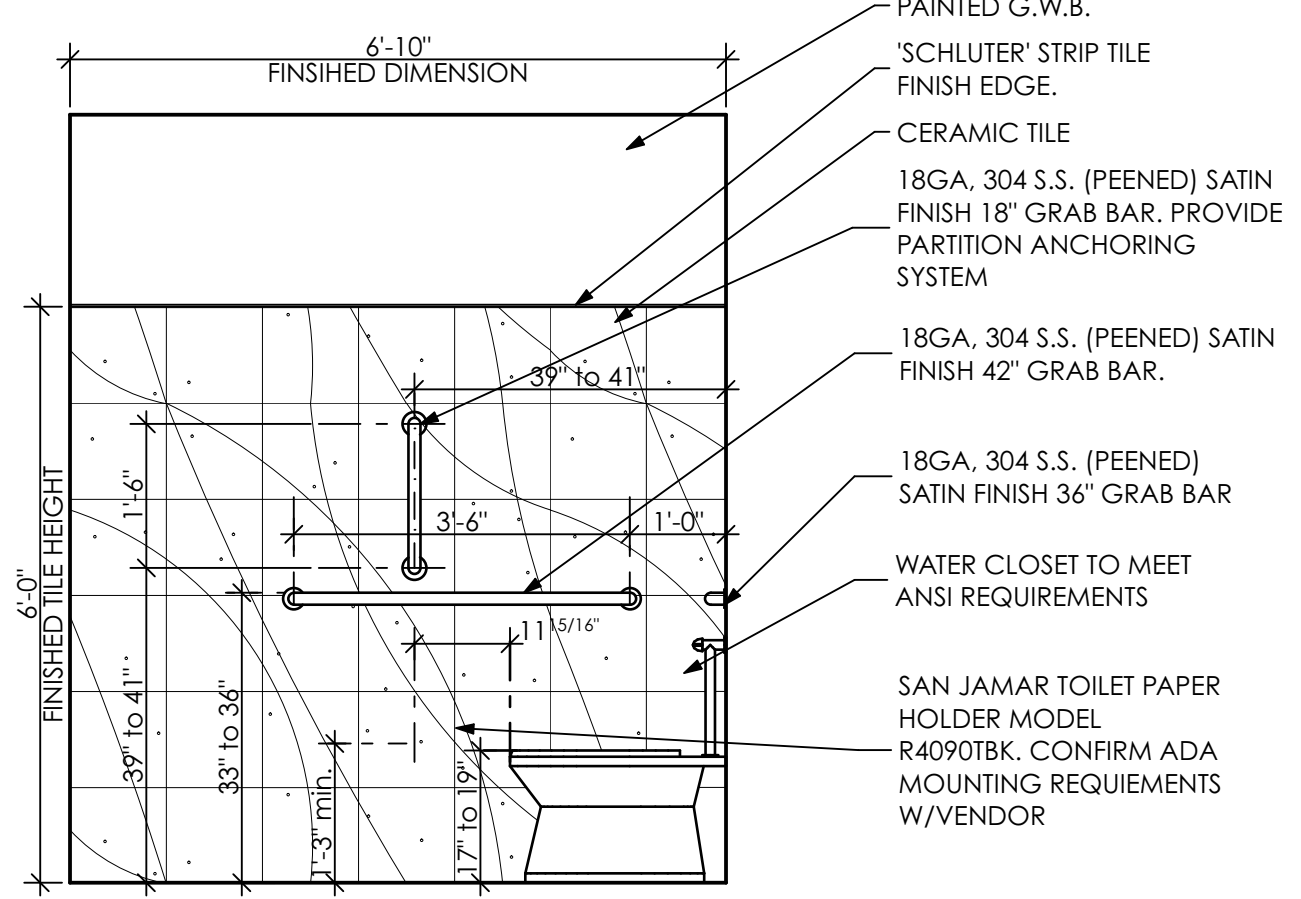 PAINTED G.W.B.
6'-10"
FINSIHED DIMENSION
'SCHLUTER' STRIP TILE
FINISH EDGE.
CERAMIC TILE
18GA, 304 S.S. (PEENED) SATIN
FINISH 18" GRAB BAR. PROVIDE
PARTITION ANCHORING
SYSTEM
18GA, 304 S.S. (PEENED) SATIN
FINISH 42" GRAB BAR.
39" to 41"
18GA, 304 S.S. (PEENED)
SATIN FINISH 36" GRAB BAR
1'-6"
3'-6"
1'-0"
WATER CLOSET TO MEET
ANSI REQUIREMENTS
6'-0"
FINISHED TILE HEIGHT
11 15/16"
39" to 41"
33" to 36"
1'-3" min.
17" to 19"
SAN JAMAR TOILET PAPER
HOLDER MODEL
R4090TBK. CONFIRM ADA
MOUNTING REQUIEMENTS
W/VENDOR